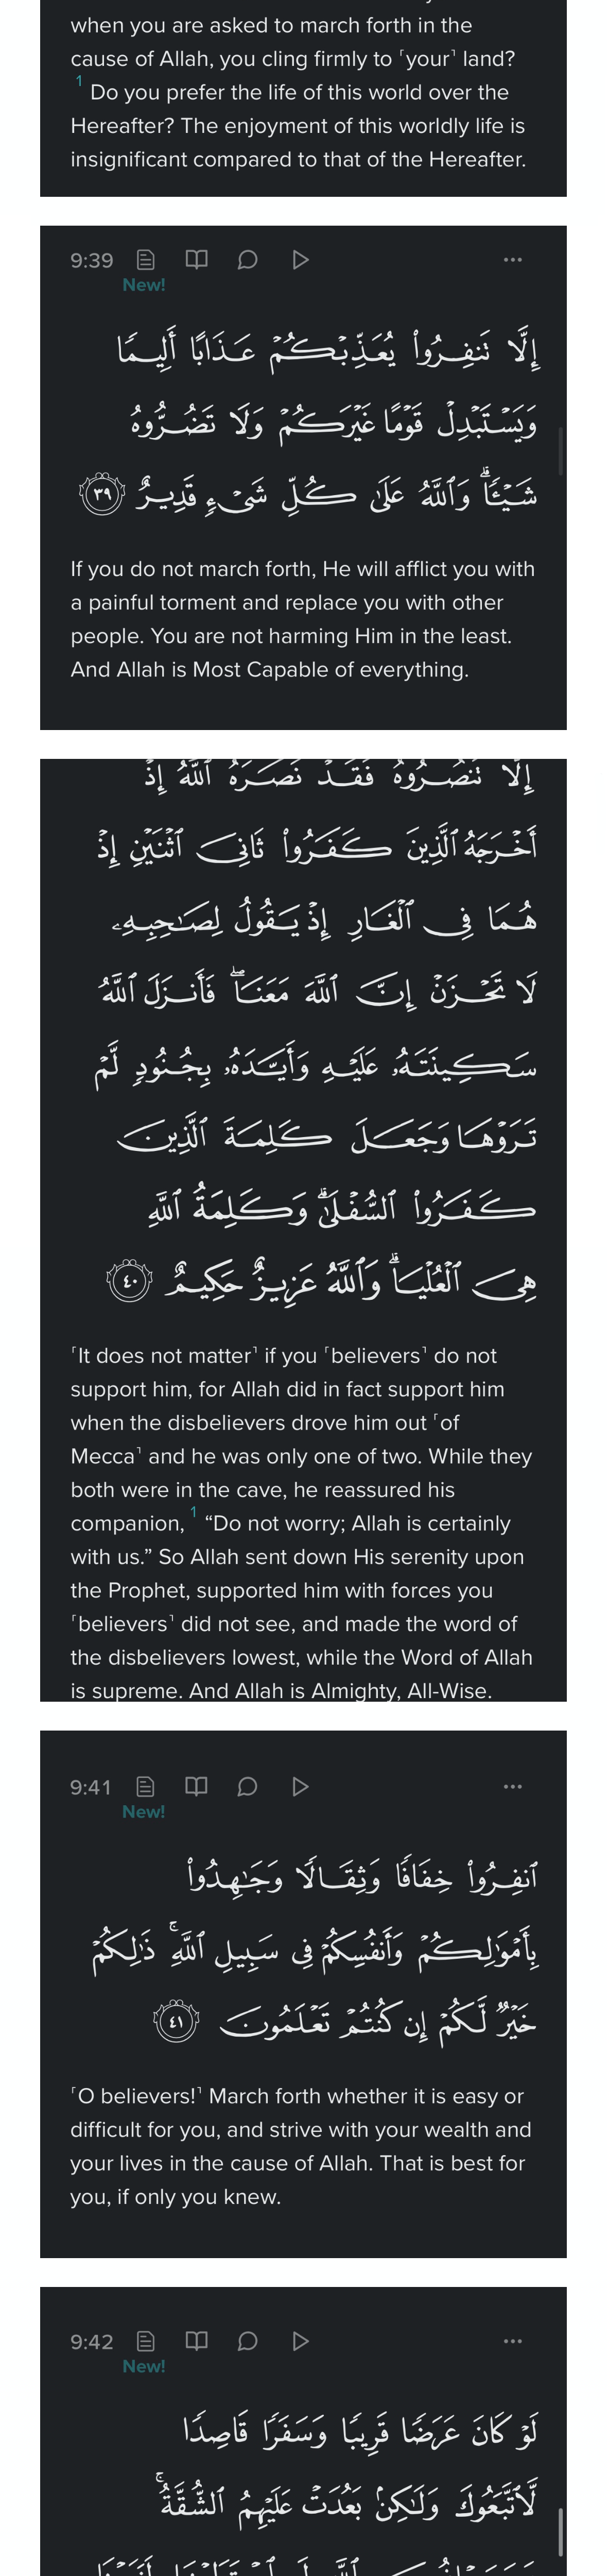 when you are asked to march forth in the
cause of Allah, you cling firmly to ˹your˺ land?
1 Do you prefer the life of this world over the
Hereafter? The enjoyment of this worldly life is
insignificant compared to that of the Hereafter.
9:39
New!
إِلَّا تَنفِرُوا۟ يُعَذِّبْكُمْ عَذَابًا أَلِيمًا
وَيَسْتَبْدِلْ قَوْمًا غَيْرَكُمْ وَلَا تَضُرُّوهُ
شَيْـًٔا ۗ وَٱللَّهُ عَلَىٰ كُلِّ شَىْءٍ قَدِيرٌ ٣٩
If you do not march forth, He will afflict you with
a painful torment and replace you with other
people. You are not harming Him in the least.
And Allah is Most Capable of everything.
إِلَّا تَنصُرُوهُ فَقَدْ نَصَرَهُ ٱللَّهُ إِذْ
أَخْرَجَهُ ٱلَّذِينَ كَفَرُوا۟ ثَانِىَ ٱثْنَيْنِ إِذْ
هُمَا فِى ٱلْغَارِ إِذْ يَقُولُ لِصَـٰحِبِهِۦ
لَا تَحْزَنْ إِنَّ ٱللَّهَ مَعَنَا ۖ فَأَنزَلَ ٱللَّهُ
سَكِينَتَهُۥ عَلَيْهِ وَأَيَّدَهُۥ بِجُنُودٍ لَّمْ
تَرَوْهَا وَجَعَلَ كَلِمَةَ ٱلَّذِينَ
كَفَرُوا۟ ٱلسُّفْلَىٰ ۗ وَكَلِمَةُ ٱللَّهِ
هِىَ ٱلْعُلْيَا ۗ وَٱللَّهُ عَزِيزٌ حَكِيمٌ ٤٠
˹It does not matter˺ if you ˹believers˺ do not
support him, for Allah did in fact support him
when the disbelievers drove him out ˹of
Mecca˺ and he was only one of two. While they
both were in the cave, he reassured his
companion, 1 “Do not worry; Allah is certainly
with us.” So Allah sent down His serenity upon
the Prophet, supported him with forces you
˹believers˺ did not see, and made the word of
the disbelievers lowest, while the Word of Allah
is supreme. And Allah is Almighty, All-Wise.
9:41
New!
ٱنفِرُوا۟ خِفَافًا وَثِقَالًا وَجَـٰهِدُوا۟
بِأَمْوَٰلِكُمْ وَأَنفُسِكُمْ فِى سَبِيلِ ٱللَّهِ ۚ ذَٰلِكُمْ
خَيْرٌ لَّكُمْ إِن كُنتُمْ تَعْلَمُونَ ٤١
˹O believers!˺ March forth whether it is easy or
difficult for you, and strive with your wealth and
your lives in the cause of Allah. That is best for
you, if only you knew.
9:42
New!
لَوْ كَانَ عَرَضًا قَرِيبًا وَسَفَرًا قَاصِدًا
لَّٱتَّبَعُوكَ وَلَـٰكِنۢ بَعُدَتْ عَلَيْهِمُ ٱلشُّقَّةُ ۚ